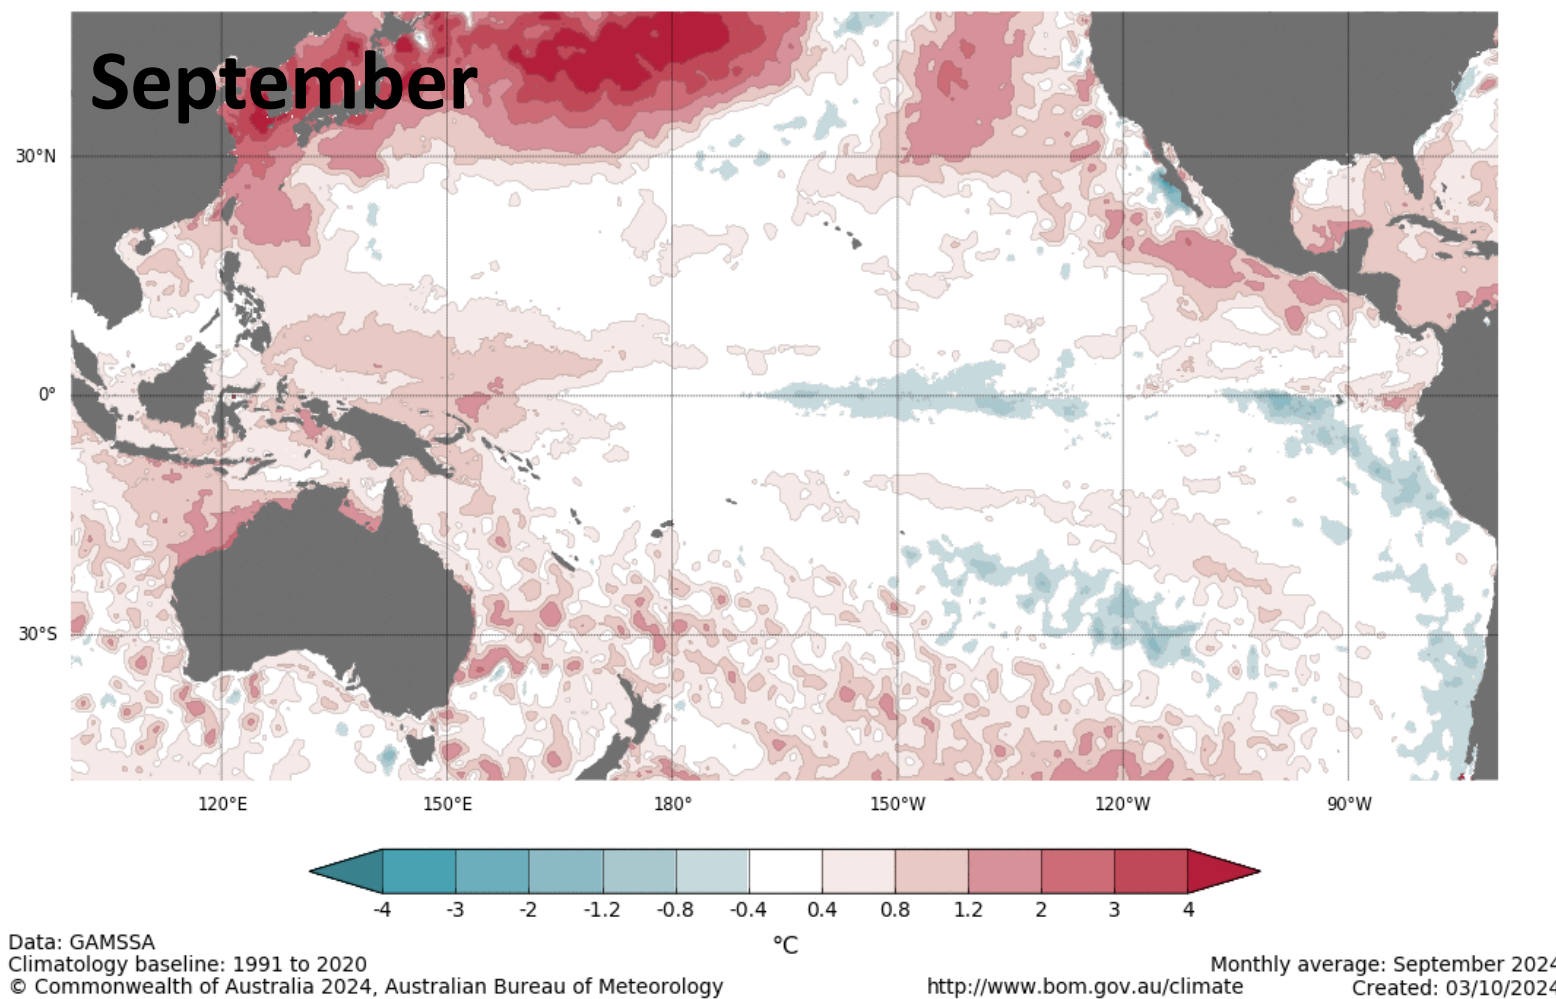 September
30°N
0°
30°S
120°E 150°E 180° 150°W 120°W 90°W
-4 -3 -2 -1.2 -0.8 -0.4 0.4 0.8 1.2 2 3 4
°C
Data: GAMSSA
Climatology baseline: 1991 to 2020
Monthly average: September 2024
© Commonwealth of Australia 2024, Australian Bureau of Meteorology
http://www.bom.gov.au/climate
Created: 03/10/2024